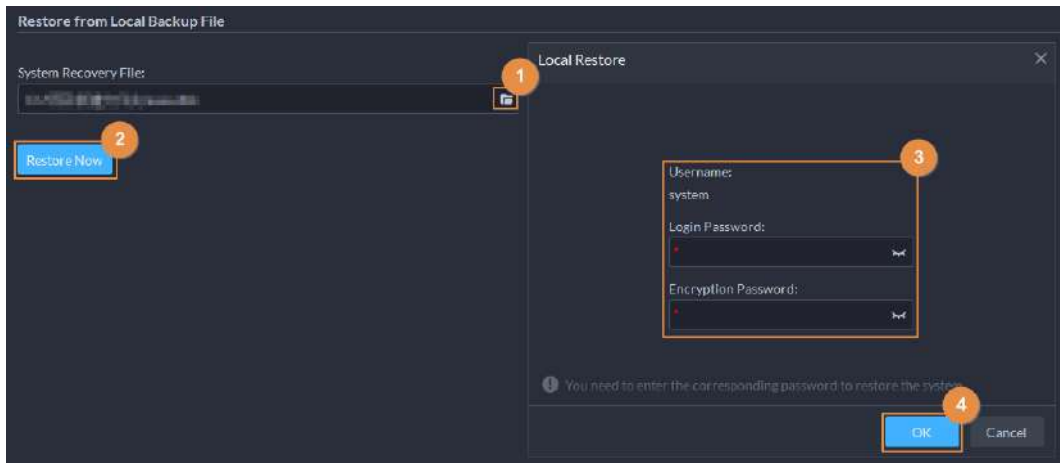 Restore from Local Backup File
System Recovery File:
1
2
Restore Now
Local Restore
3
Username:
system
Login Password:
*
Encryption Password:
*
You need to enter the corresponding password to restore the system.
4
OK
Cancel